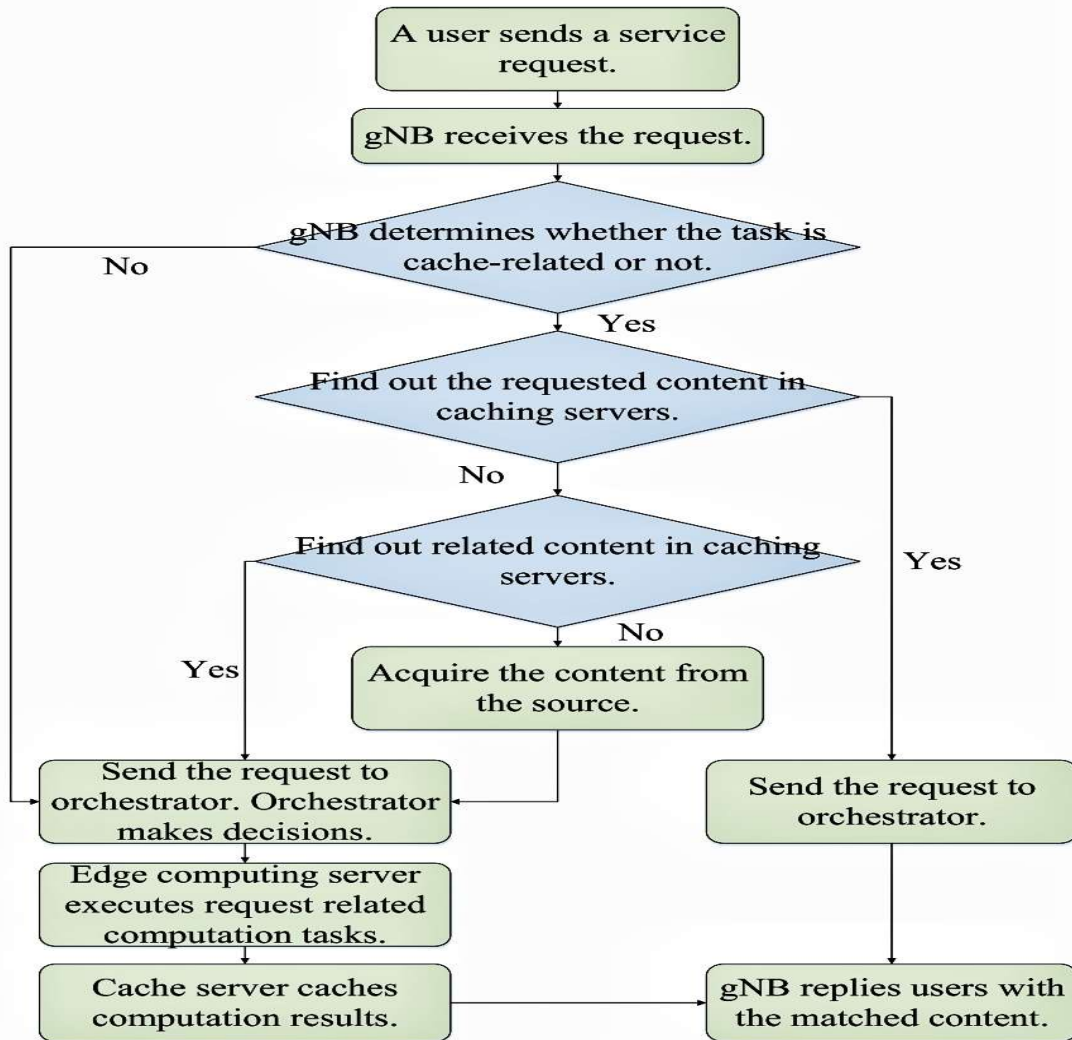 A user sends a service
request.
gNB receives the request.
gNB determines whether the task is
cache-related or not.
No
Yes
Find out the requested content in
caching servers.
No
Yes
Find out related content in caching
servers.
No
Yes
Acquire the content from
the source.
Send the request to
orchestrator. Orchestrator
makes decisions.
Send the request to
orchestrator.
Edge computing server
executes request related
computation tasks.
Cache server caches
computation results.
gNB replies users with
the matched content.